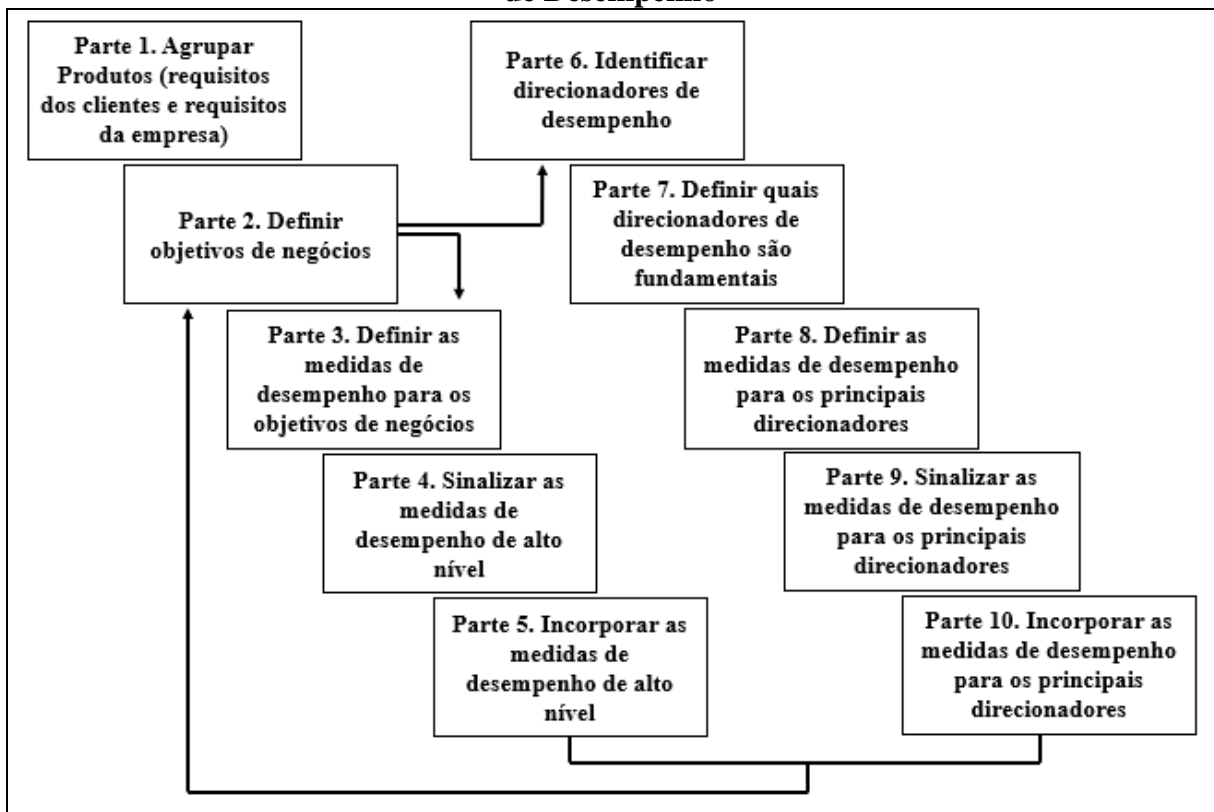 de Desempenho
Parte 1. Agrupar
Produtos (requisitos
dos clientes e requisitos
da empresa)
Parte 2. Definir
objetivos de negócios
Parte 3. Definir as
medidas de
desempenho para os
objetivos de negócios
Parte 4. Sinalizar as
medidas de
desempenho de alto
nível
Parte 5. Incorporar as
medidas de
desempenho de alto
nível
Parte 6. Identificar
direcionadores de
desempenho
Parte 7. Definir quais
direcionadores de
desempenho são
fundamentais
Parte 8. Definir as
medidas de desempenho
para os principais
direcionadores
Parte 9. Sinalizar as
medidas de desempenho
para os principais
direcionadores
Parte 10. Incorporar as
medidas de desempenho
para os principais
direcionadores